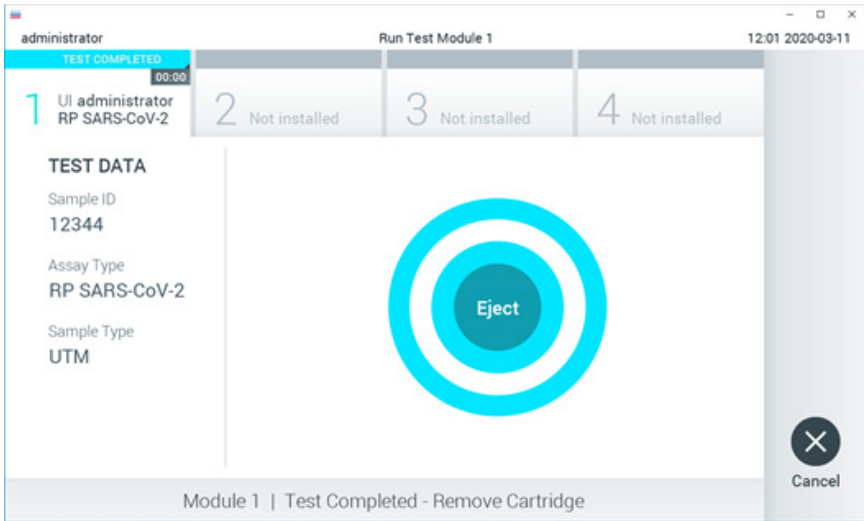 administrator Run Test Module 1 12:01 2020-03-11
TEST COMPLETED
00:00
1 UI administrator
RP SARS-CoV-2
2 Not installed
3 Not installed
4 Not installed
TEST DATA
Sample ID
12344
Assay Type
RP SARS-CoV-2
Sample Type
UTM
Eject
Cancel
Module 1 | Test Completed - Remove Cartridge